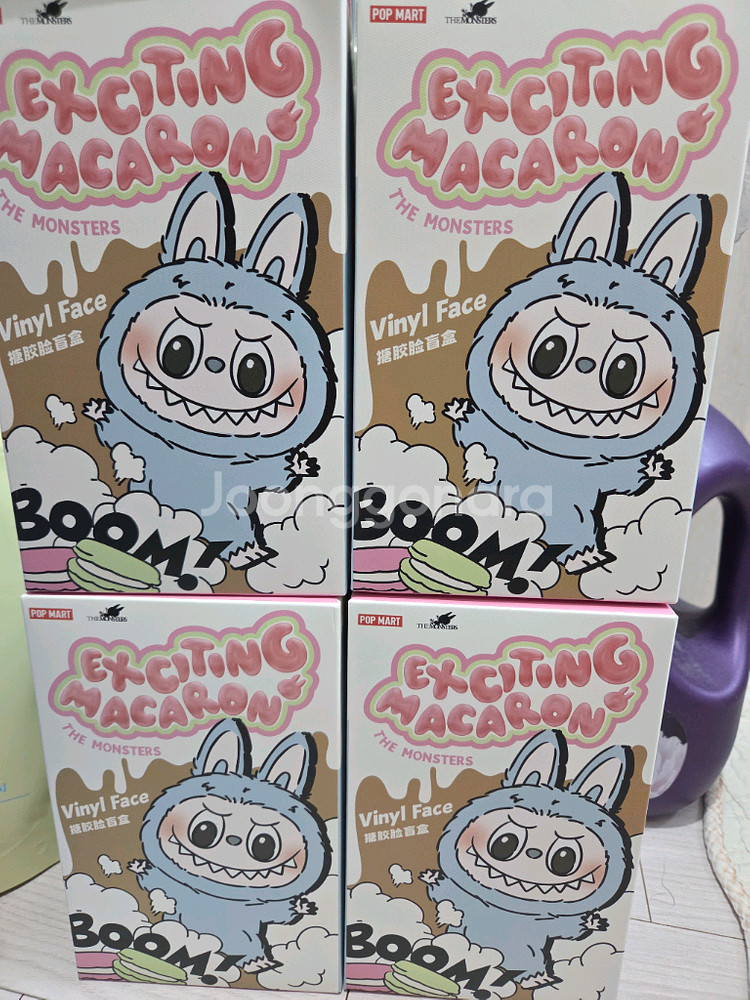 THE MONSTERS
EXCITING
MACARON
THE MONSTERS
Vinyl Face
搪胶脸盲盒
BOOM!
POP MART
THE MONSTERS
EXCITING
MACARON
THE MONSTERS
Vinyl Face
搪胶脸盲盒
BOOM!
Joonggonara
POP MART
THE MONSTERS
EXCITING
MACARON
THE MONSTERS
Vinyl Face
搪胶脸盲盒
BOOM!
POP MART
THE MONSTERS
EXCITING
MACARON
THE MONSTERS
Vinyl Face
搪胶脸盲盒
BOOM!